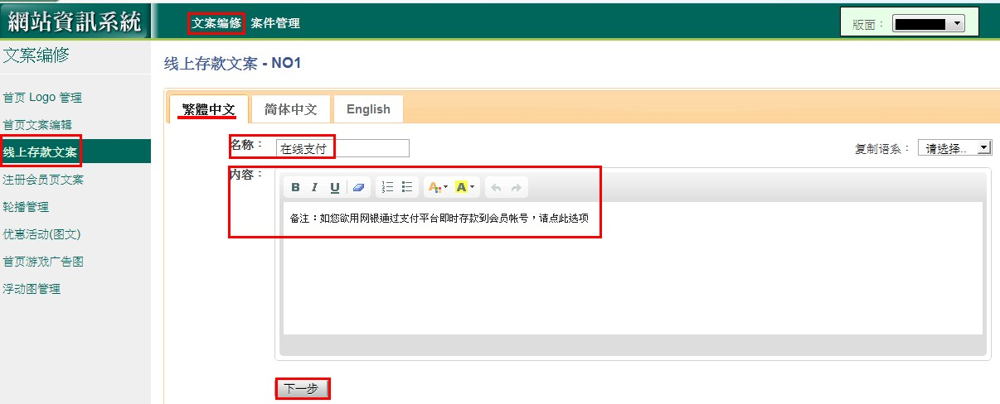 網站資訊系統
文案编修 案件管理
版面：
文案编修
首页 Logo 管理
首页文案编辑
线上存款文案
注册会员页文案
轮播管理
优惠活动(图文)
首页游戏广告图
浮动图管理
线上存款文案 - NO1
繁體中文 简体中文 English
名称： 在线支付
复制语系： 请选择..
内容：
B I U A A
备注：如您欲用网银通过支付平台即时存款到会员帐号，请点此选项
下一步